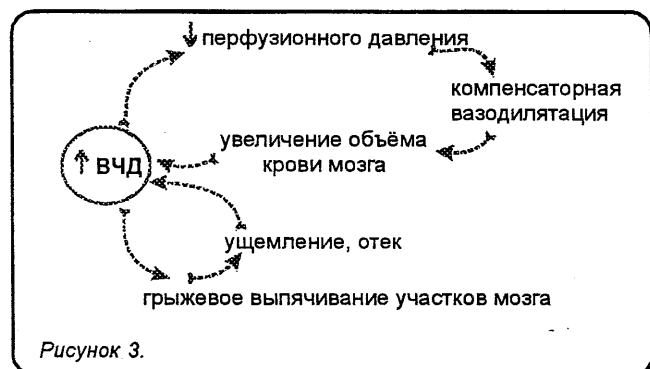 ↓ перфузионного давления
компенсаторная
вазодилятация
увеличение объёма
крови мозга
↑ ВЧД
ущемление, отек
грыжевое выпячивание участков мозга
Рисунок 3.